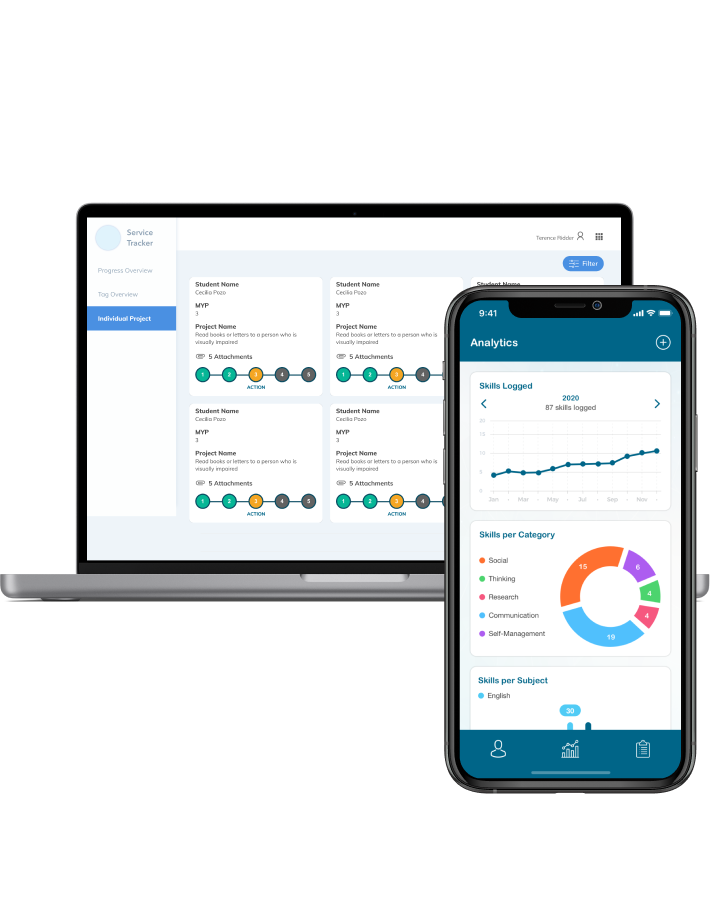 Service
Tracker
Progress Overview
Tag Overview
Individual Project
Terence Ridder
Filter
Student Name
Cecilia Pozo
MYP
3
Project Name
Read books or letters to a person who is
visually impaired
5 Attachments
1 2 3 4 5
ACTION
Student Name
Cecilia Pozo
MYP
3
Project Name
Read books or letters to a person who is
visually impaired
5 Attachments
1 2 3 4
ACTION
Student Name
Student Name
Cecilia Pozo
MYP
3
Project Name
Read books or letters to a person who is
visually impaired
5 Attachments
1 2 3 4 5
ACTION
Student Name
Cecilia Pozo
MYP
3
Project Name
Read books or letters to a person who is
visually impaired
5 Attachments
1 2 3 4
ACTION
9:41
Analytics
Skills Logged
2020
87 skills logged
20
15
10
5
0
Jan - Mar - May - Jul - Sep - Nov -
Skills per Category
Social
Thinking
Research
Communication
Self-Management
15
6
4
4
19
Skills per Subject
English
30